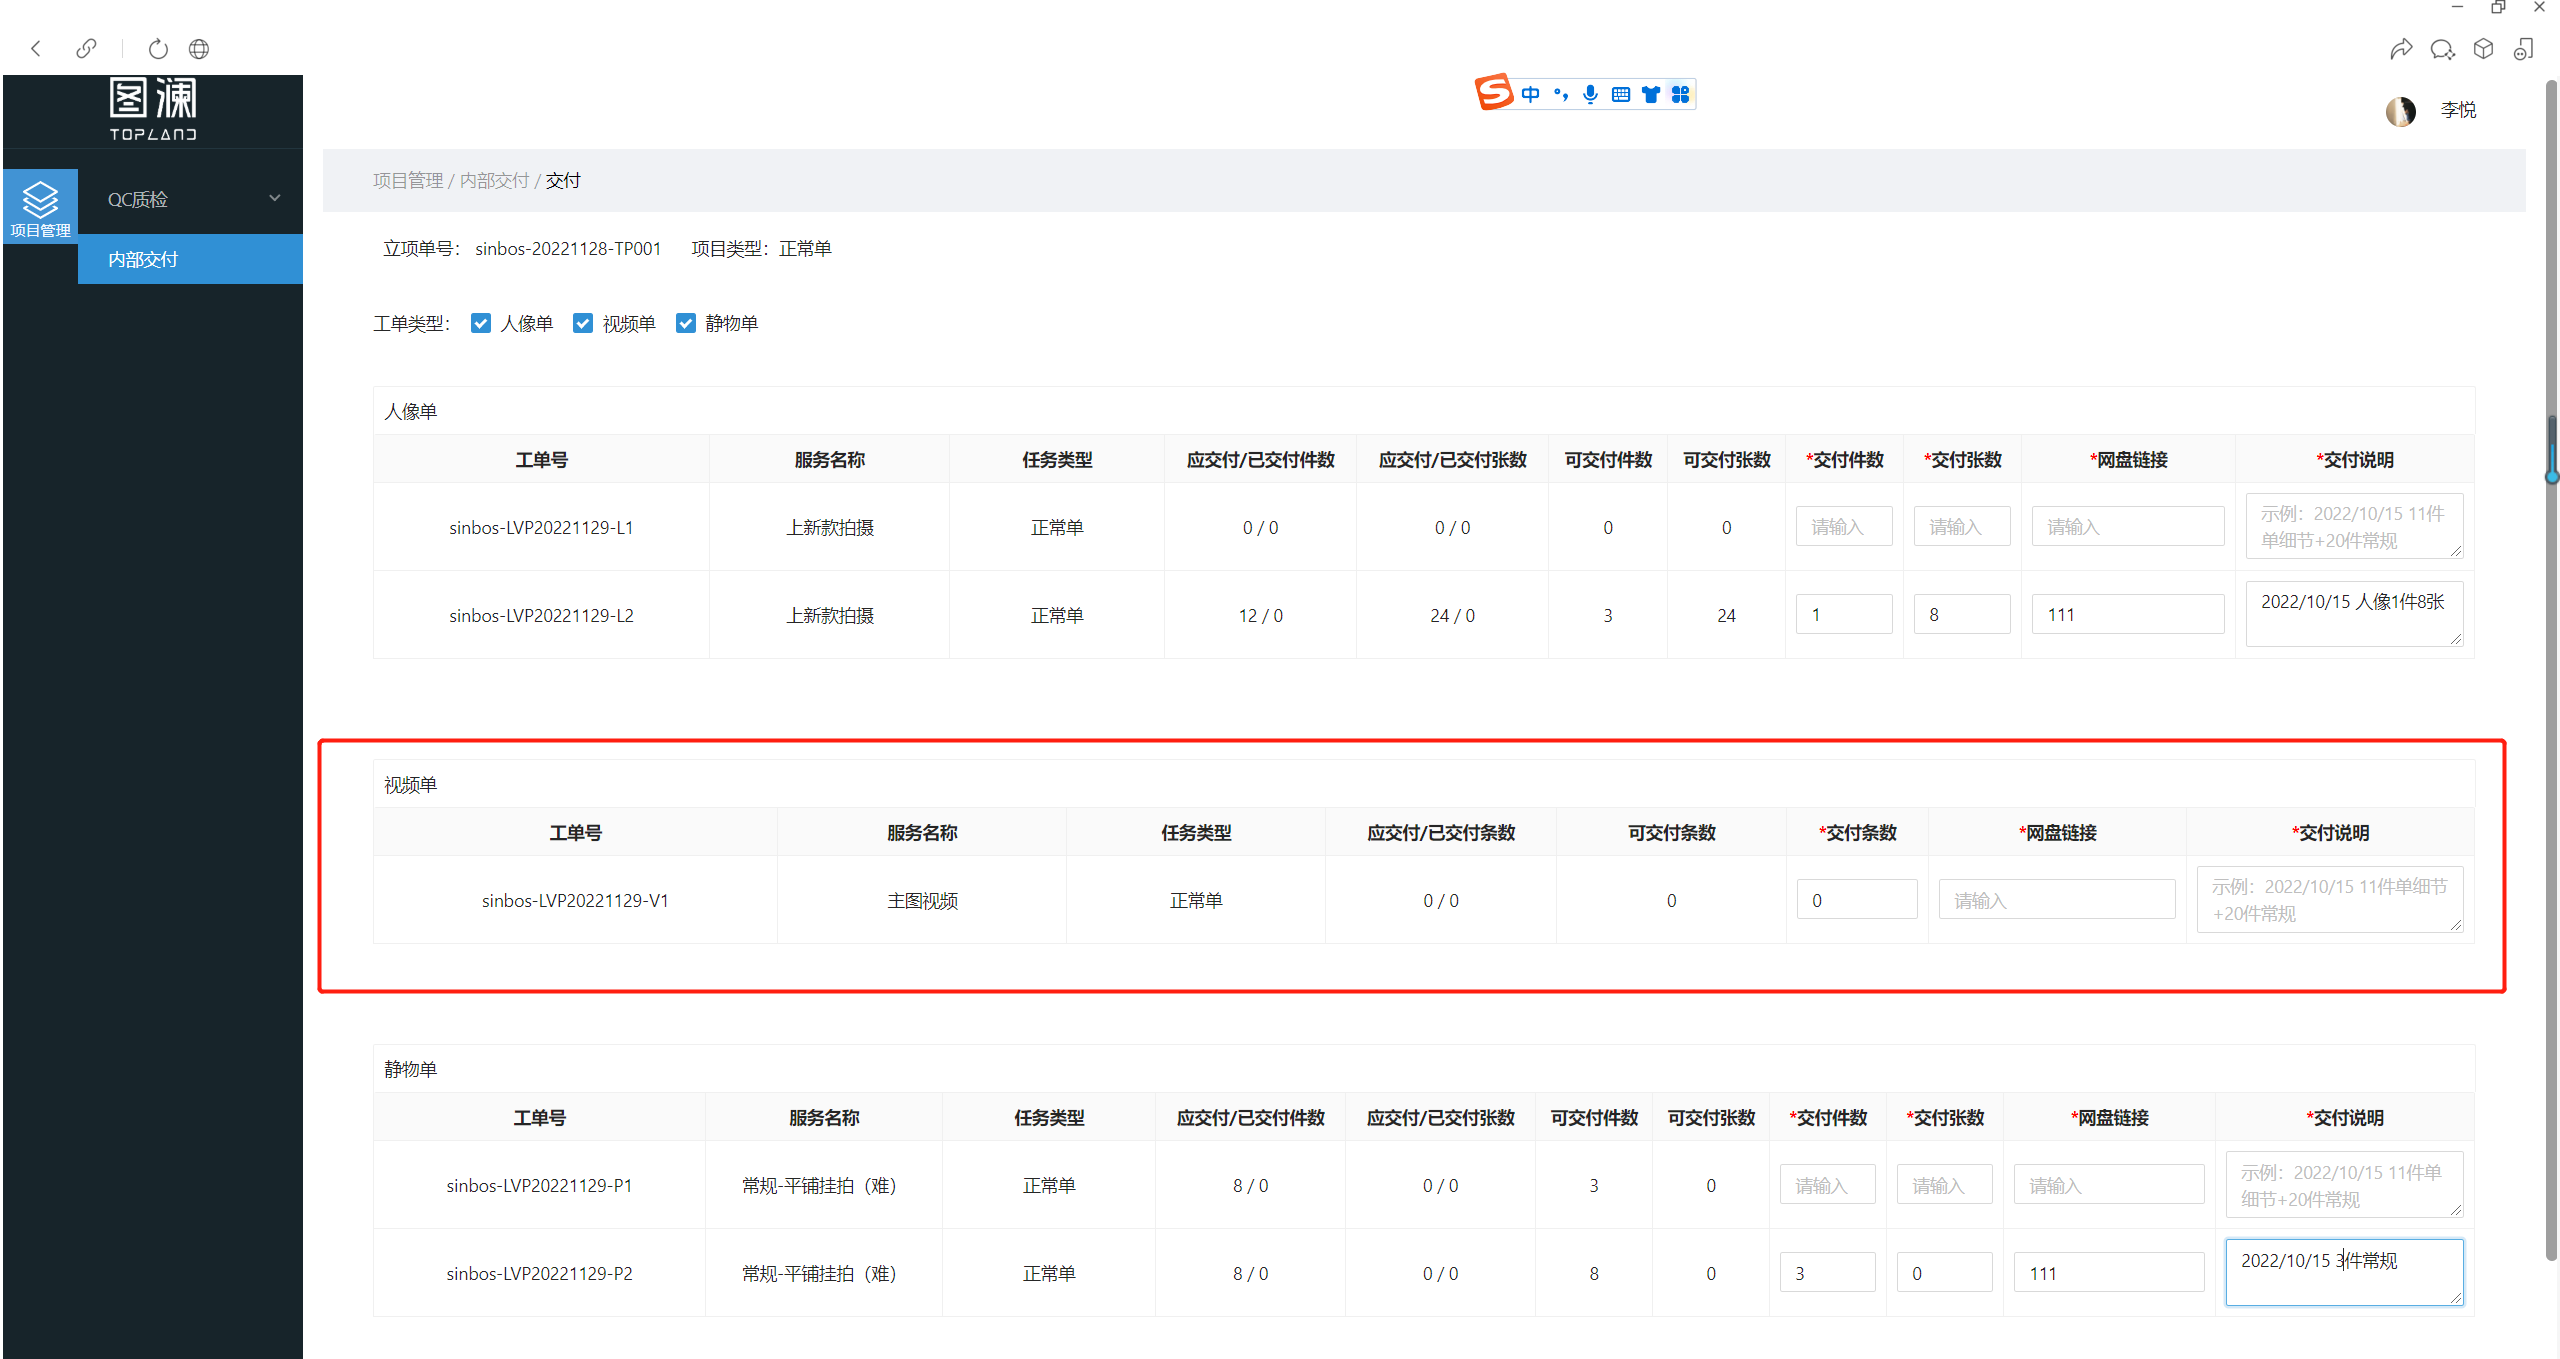 图澜
TOPLAND
中
李悦
项目管理
QC质检
内部交付
项目管理 / 内部交付 / 交付
立项单号： sinbos-20221128-TP001 项目类型：正常单
工单类型： 人像单 视频单 静物单
人像单
工单号 服务名称 任务类型 应交付/已交付件数 应交付/已交付张数 可交付件数 可交付张数 *交付件数 *交付张数 *网盘链接 *交付说明
sinbos-LVP20221129-L1 上新款拍摄 正常单 0 / 0 0 / 0 0 0 请输入 请输入 请输入 示例：2022/10/15 11件
单细节+20件常规
sinbos-LVP20221129-L2 上新款拍摄 正常单 12 / 0 24 / 0 3 24 1 8 111 2022/10/15 人像1件8张
视频单
工单号 服务名称 任务类型 应交付/已交付条数 可交付条数 *交付条数 *网盘链接 *交付说明
sinbos-LVP20221129-V1 主图视频 正常单 0 / 0 0 0 请输入 示例：2022/10/15 11件单细节
+20件常规
静物单
工单号 服务名称 任务类型 应交付/已交付件数 应交付/已交付张数 可交付件数 可交付张数 *交付件数 *交付张数 *网盘链接 *交付说明
sinbos-LVP20221129-P1 常规-平铺挂拍（难） 正常单 8 / 0 0 / 0 3 0 请输入 请输入 请输入 示例：2022/10/15 11件单
细节+20件常规
sinbos-LVP20221129-P2 常规-平铺挂拍（难） 正常单 8 / 0 0 / 0 8 0 3 0 111 2022/10/15 3件常规